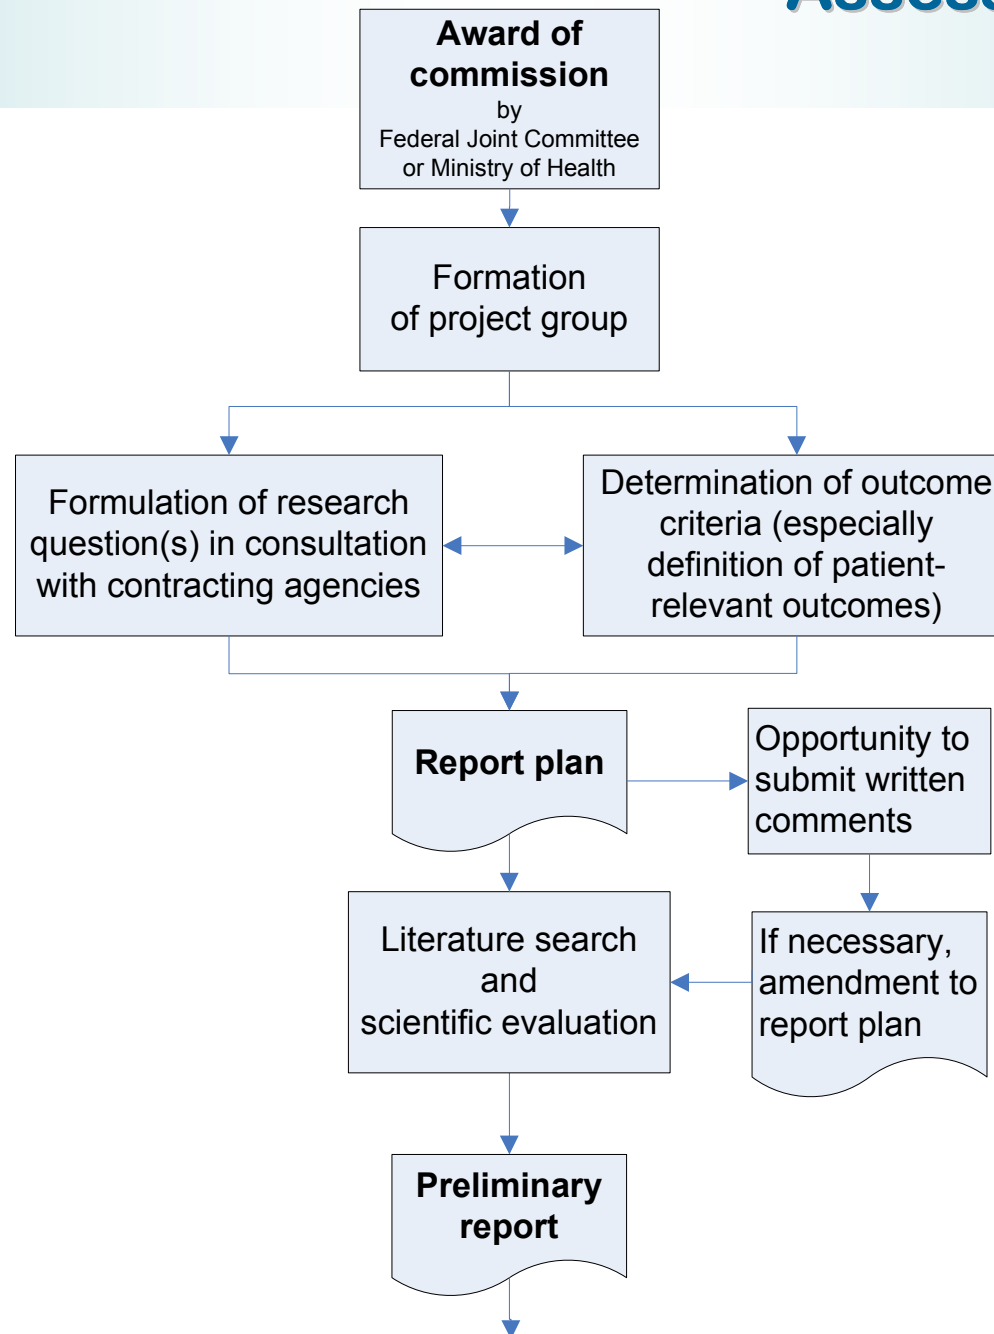 Award of
commission
by
Federal Joint Committee
or Ministry of Health
Formation
of project group
Formulation of research
question(s) in consultation
with contracting agencies
Determination of outcome
criteria (especially
definition of patient-
relevant outcomes)
Report plan
Opportunity to
submit written
comments
Literature search
and
scientific evaluation
If necessary,
amendment to
report plan
Preliminary
report